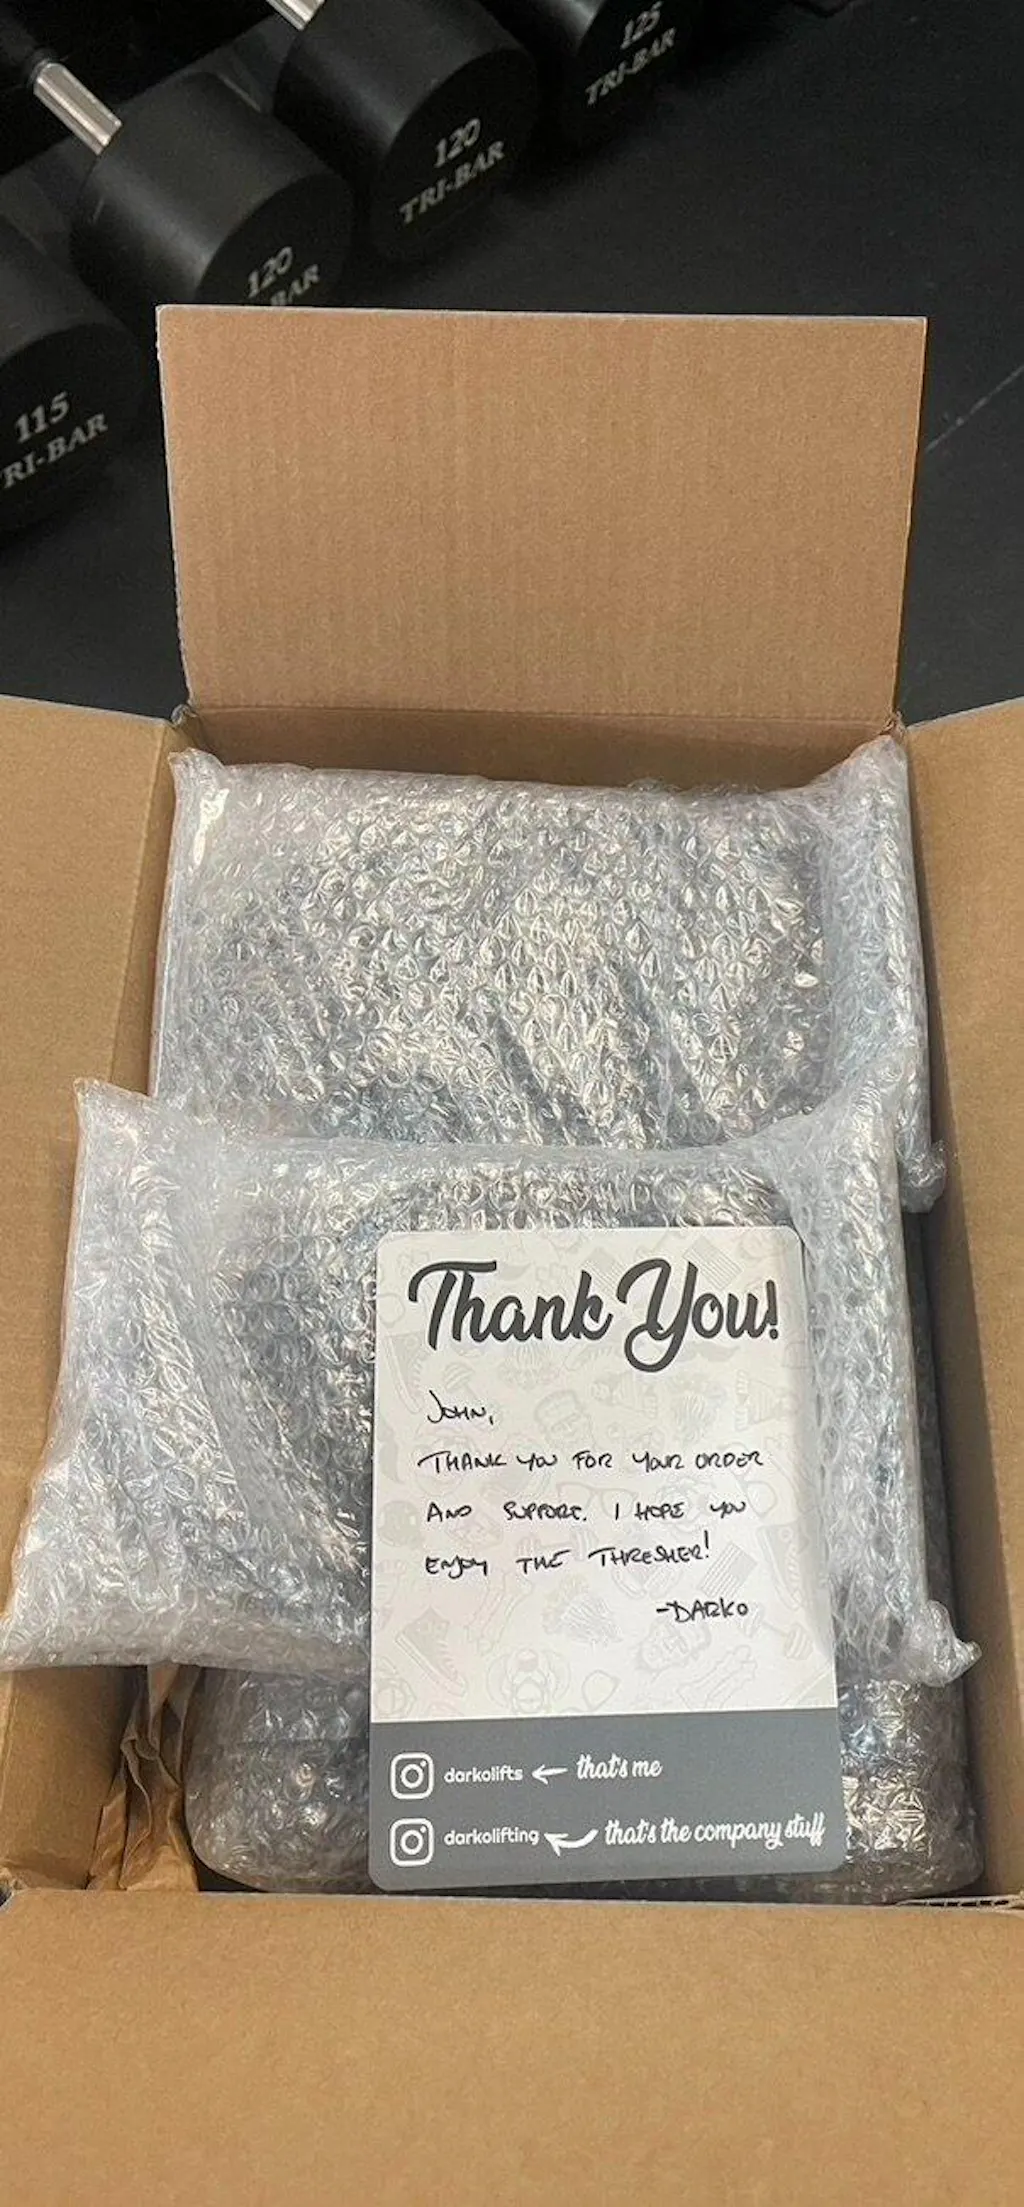 125
TRI-BAR
120
TRI-BAR
120
BAR
115
TRI-BAR
Thank You!
JOHN,
THANK YOU FOR YOUR ORDER
AND SUPPORT. I HOPE YOU
ENJOY THE THRESHER!
-DARKO
darkolifts that's me
darkolifting that's the company stuff